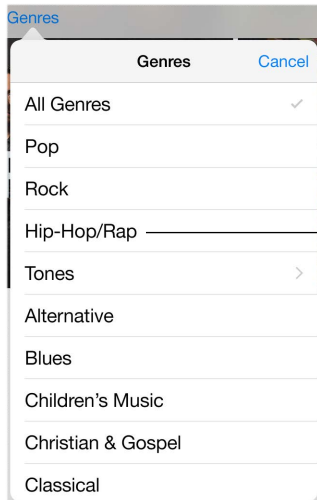 Genres
Genres Cancel
All Genres
Pop
Rock
Hip-Hop/Rap
Tones
Alternative
Blues
Children’s Music
Christian & Gospel
Classical